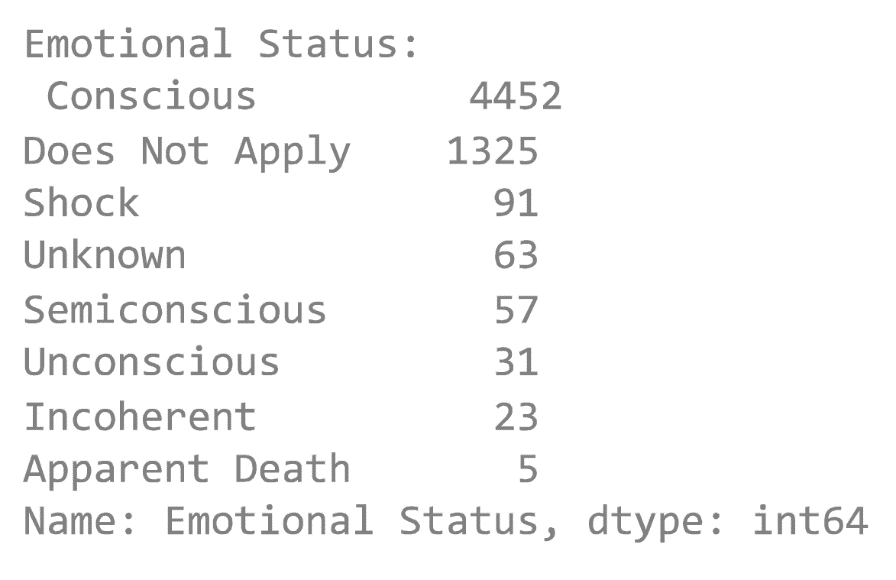 Emotional Status:
Conscious 4452
Does Not Apply 1325
Shock 91
Unknown 63
Semiconscious 57
Unconscious 31
Incoherent 23
Apparent Death 5
Name: Emotional Status, dtype: int64